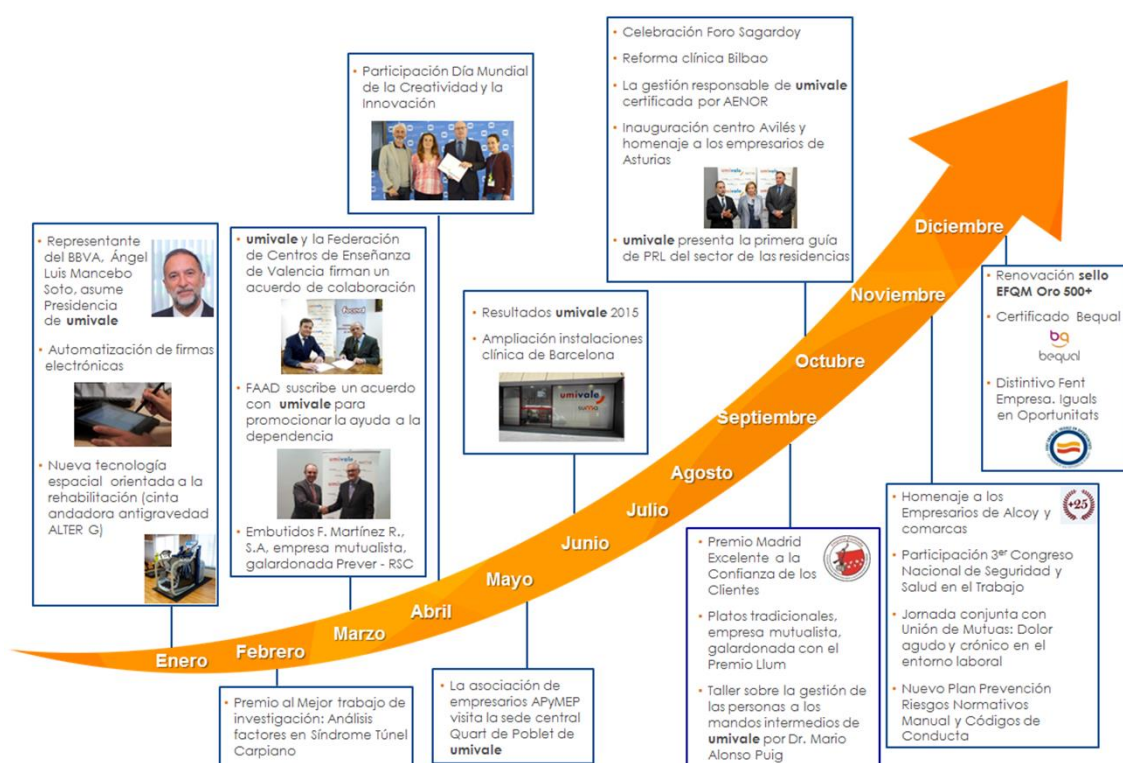 • Representante
del BBVA, Ángel
Luis Mancebo
Soto, asume
Presidencia
de umivale
• Automatización de firmas
electrónicas
• Nueva tecnología
espacial orientada a la
rehabilitación (cinta
andadora antigravedad
ALTER G)
Enero
Febrero
• Premio al Mejor trabajo de
investigación: Análisis
factores en Síndrome Túnel
Carpiano
• umivale y la Federación
de Centros de Enseñanza
de Valencia firman un
acuerdo de colaboración
• FAAD suscribe un acuerdo
con umivale para
promocionar la ayuda a la
dependencia
• Embutidos F. Martínez R.,
S.A, empresa mutualista,
galardonada Prever - RSC
Marzo
• Participación Día Mundial
de la Creatividad y la
Innovación
Abril
Mayo
• La asociación de
empresarios APyMEP
visita la sede central
Quart de Poblet de
umivale
• Resultados umivale 2015
• Ampliación instalaciones
clínica de Barcelona
umivale
suma
Junio
Julio
Agosto
Septiembre
• Premio Madrid
Excelente a la
Confianza de los
Clientes
• Platos tradicionales,
empresa mutualista,
galardonada con el
Premio Llum
• Taller sobre la gestión de
las personas a los
mandos intermedios de
umivale por Dr. Mario
Alonso Puig
• Celebración Foro Sagardoy
• Reforma clínica Bilbao
• La gestión responsable de umivale
certificada por AENOR
• Inauguración centro Avilés y
homenaje a los empresarios de
Asturias
umivale
• umivale presenta la primera guía
de PRL del sector de las residencias
Octubre
Noviembre
• Homenaje a los
Empresarios de Alcoy y
comarcas
+25
• Participación 3er Congreso
Nacional de Seguridad y
Salud en el Trabajo
• Jornada conjunta con
Unión de Mutuas: Dolor
agudo y crónico en el
entorno laboral
• Nuevo Plan Prevención
Riesgos Normativos
Manual y Códigos de
Conducta
Diciembre
• Renovación sello
EFQM Oro 500+
• Certificado Bequal
bq
bequal
• Distintivo Fent
Empresa. Iguals
en Oportunitats